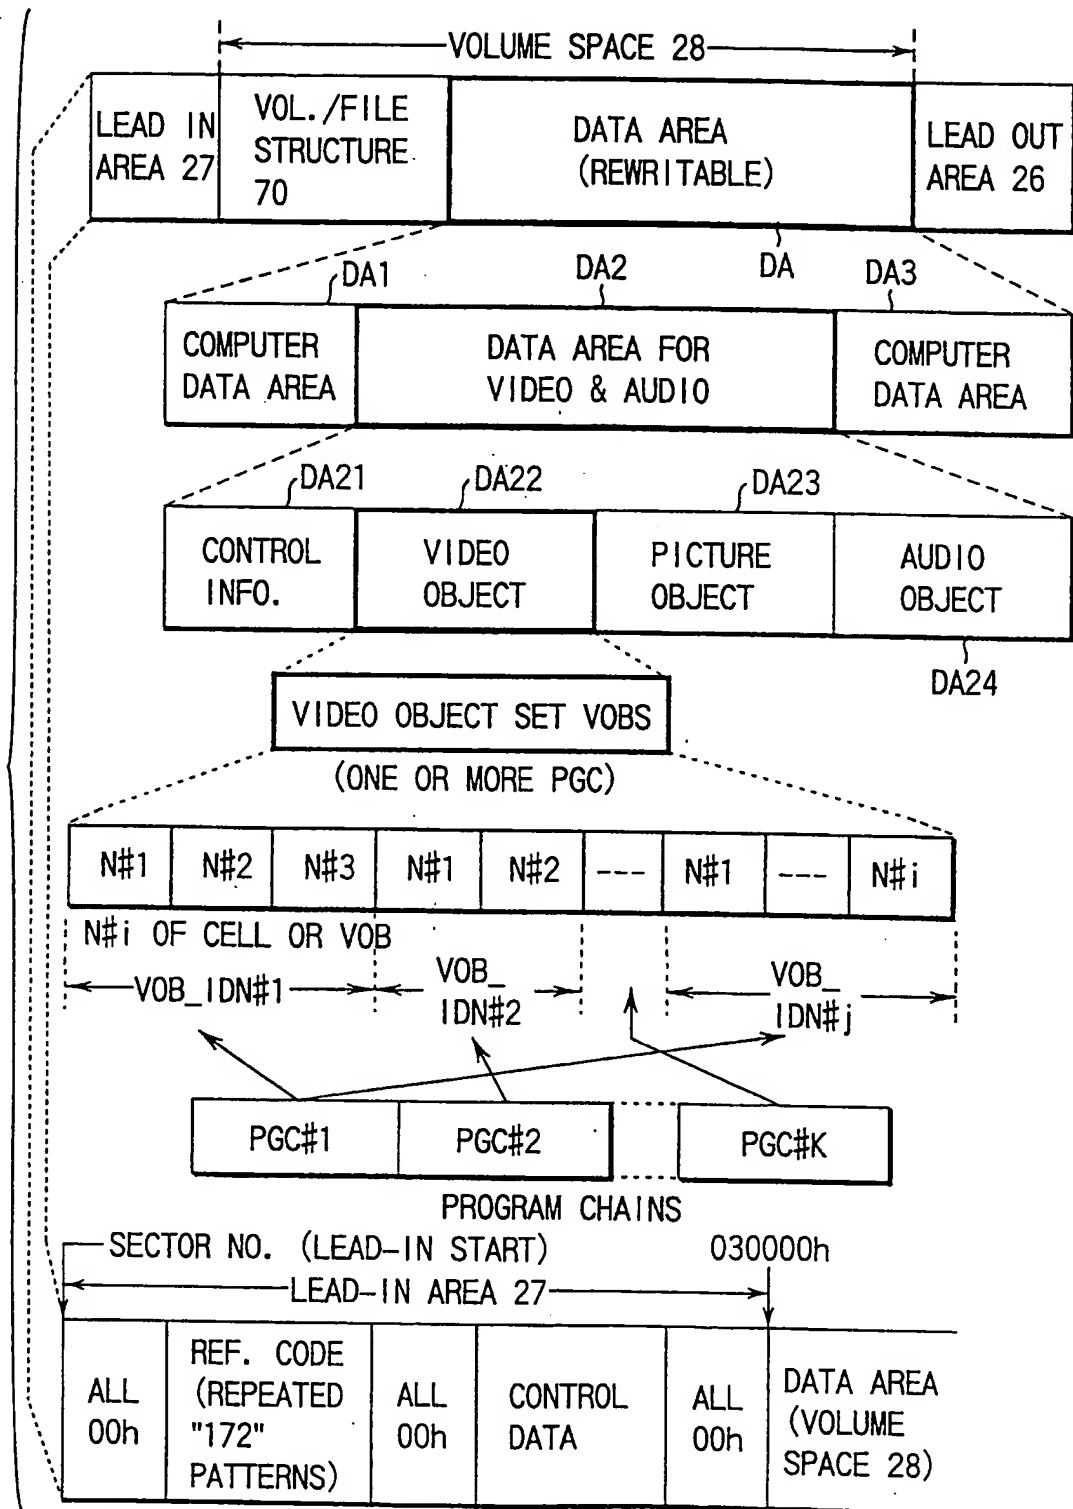 VOLUME SPACE 28
LEAD IN
AREA 27
VOL./FILE
STRUCTURE
70
DATA AREA
(REWRITABLE)
LEAD OUT
AREA 26
DA1
DA2
DA
DA3
COMPUTER
DATA AREA
DATA AREA FOR
VIDEO & AUDIO
COMPUTER
DATA AREA
DA21
DA22
DA23
CONTROL
INFO.
VIDEO
OBJECT
PICTURE
OBJECT
AUDIO
OBJECT
DA24
VIDEO OBJECT SET VOBS
(ONE OR MORE PGC)
N#1
N#2
N#3
N#1
N#2
---
N#1
---
N#i
N#i OF CELL OR VOB
VOB_IDN#1
VOB_
IDN#2
VOB_
IDN#j
PGC#1
PGC#2
PGC#K
PROGRAM CHAINS
SECTOR NO. (LEAD-IN START)
030000h
LEAD-IN AREA 27
ALL
00h
REF. CODE
(REPEATED
"172"
PATTERNS)
ALL
00h
CONTROL
DATA
ALL
00h
DATA AREA
(VOLUME
SPACE 28)